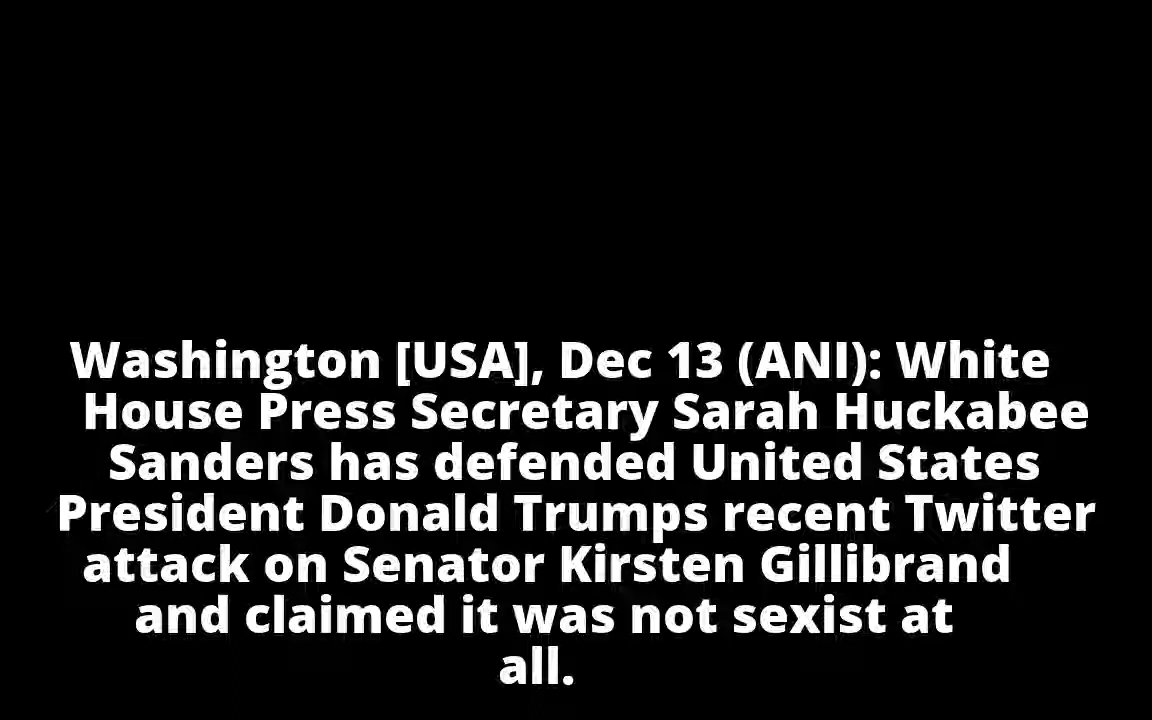 Washington [USA], Dec 13 (ANI): White
House Press Secretary Sarah Huckabee
Sanders has defended United States
President Donald Trumps recent Twitter
attack on Senator Kirsten Gillibrand
and claimed it was not sexist at
all.